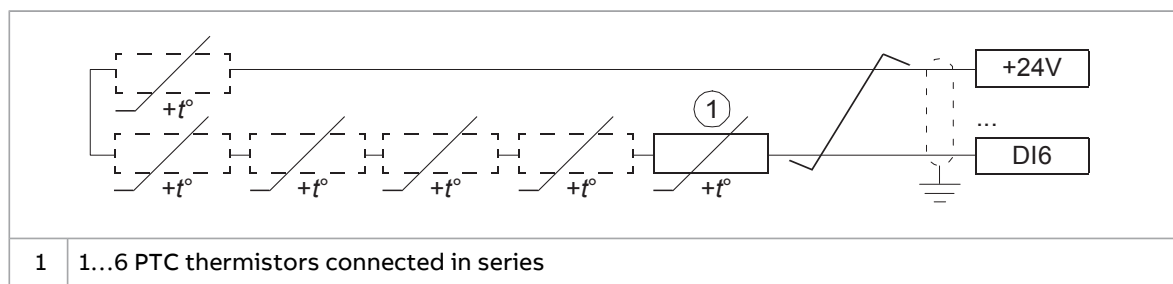 +24V
+t°
1
...
DI6
+t°
+t°
+t°
+t°
+t°
1 1...6 PTC thermistors connected in series